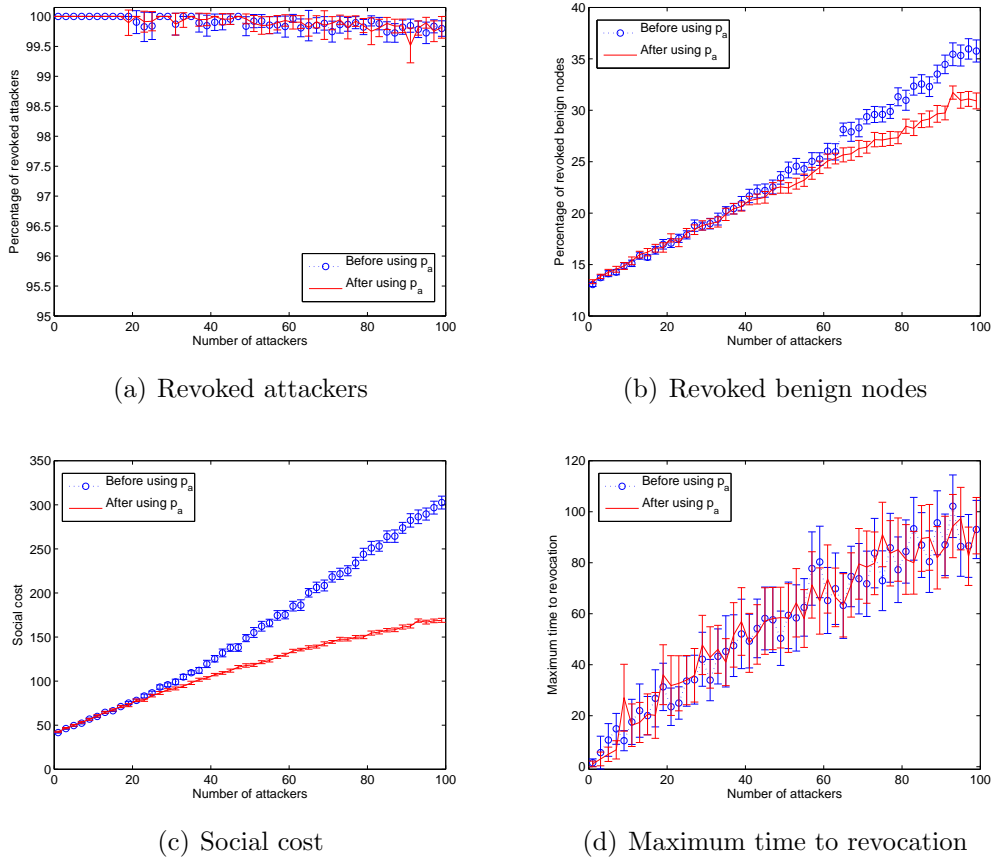 100
99.5
99
98.5
98
97.5
97
96.5
96
95.5
95
0 20 40 60 80 100
Percentage of revoked attackers
Number of attackers
Before using p_a
After using p_a
(a) Revoked attackers
40
35
30
25
20
15
10
0 20 40 60 80 100
Percentage of revoked benign nodes
Number of attackers
Before using p_a
After using p_a
(b) Revoked benign nodes
350
300
250
200
150
100
50
0
0 20 40 60 80 100
Social cost
Number of attackers
Before using p_a
After using p_a
(c) Social cost
120
100
80
60
40
20
0
0 20 40 60 80 100
Maximum time to revocation
Number of attackers
Before using p_a
After using p_a
(d) Maximum time to revocation